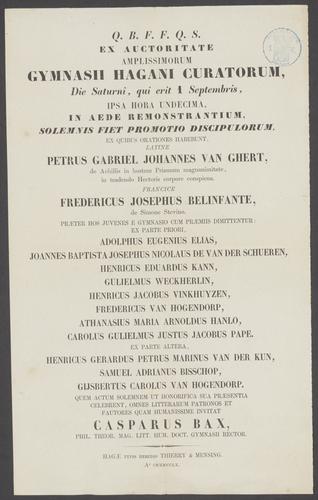 Q. B. F. F. Q. S.
EX AUCTORITATE
AMPLISSIMORUM
GYMNASII HAGANI CURATORUM,
Die Saturni, qui erit 1 Septembris,
IPSA HORA UNDECIMA,
IN AEDE REMONSTRANTIUM,
SOLEMNIS FIET PROMOTIO DISCIPULORUM.
EX QUIBUS ORATIONES HABEBUNT.
LATINE
PETRUS GABRIEL JOHANNES VAN GHERT,
de Achillis in hostem Priamum magnanimitate,
in reddendo Hectoris corpore conspicua.
FRANCICE
FREDERICUS JOSEPHUS BELINFANTE,
de Simone Stevino.
PRÆTER HOS JUVENES E GYMNASIO CUM PRÆMIIS DIMITTENTUR:
EX PARTE PRIORI,
ADOLPHUS EUGENIUS ELIAS,
JOANNES BAPTISTA JOSEPHUS NICOLAUS DE VAN DER SCHUEREN,
HENRICUS EDUARDUS KANN,
GULIELMUS WECKHERLIN,
HENRICUS JACOBUS VINKHUYZEN,
FREDERICUS VAN HOGENDORP,
ATHANASIUS MARIA ARNOLDUS HANLO,
CAROLUS GULIELMUS JUSTUS JACOBUS PAPE.
EX PARTE ALTERA,
HENRICUS GERARDUS PETRUS MARINUS VAN DER KUN,
SAMUEL ADRIANUS BISSCHOP,
GIJSBERTUS CAROLUS VAN HOGENDORP.
QUEM ACTUM SOLEMNEM UT HONORIFICA SUA PRÆSENTIA
CELEBRENT, OMNES LITTERARUM PATRONOS ET
FAUTORES QUAM HUMANISSIME INVITAT
CASPARUS BAX,
PHIL. THEOR. MAG. LITT. HUM. DOCT. GYMNASII RECTOR.
HAGÆ typis imprimunt THIERRY & MENSING.